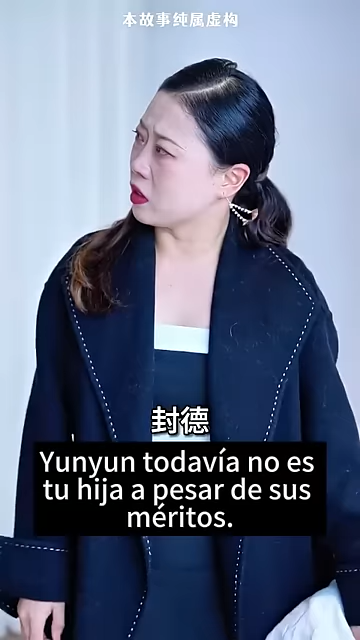 本故事纯属虚构
封德
Yunyun todavía no es
tu hija a pesar de sus
méritos.